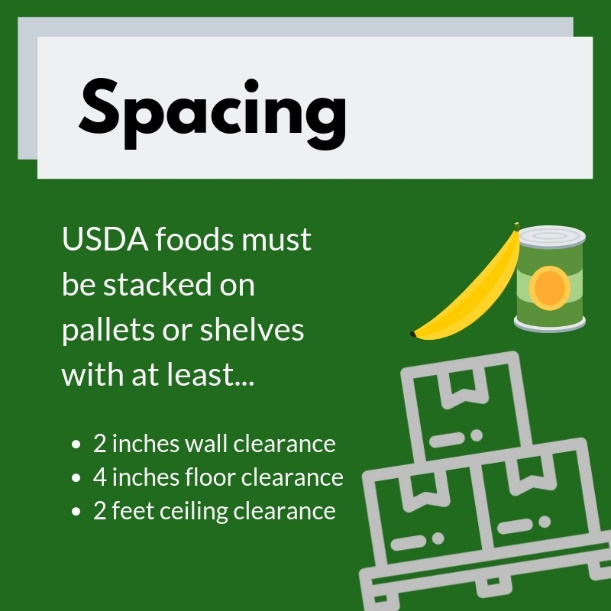 Spacing
USDA foods must
be stacked on
pallets or shelves
with at least...
• 2 inches wall clearance
• 4 inches floor clearance
• 2 feet ceiling clearance